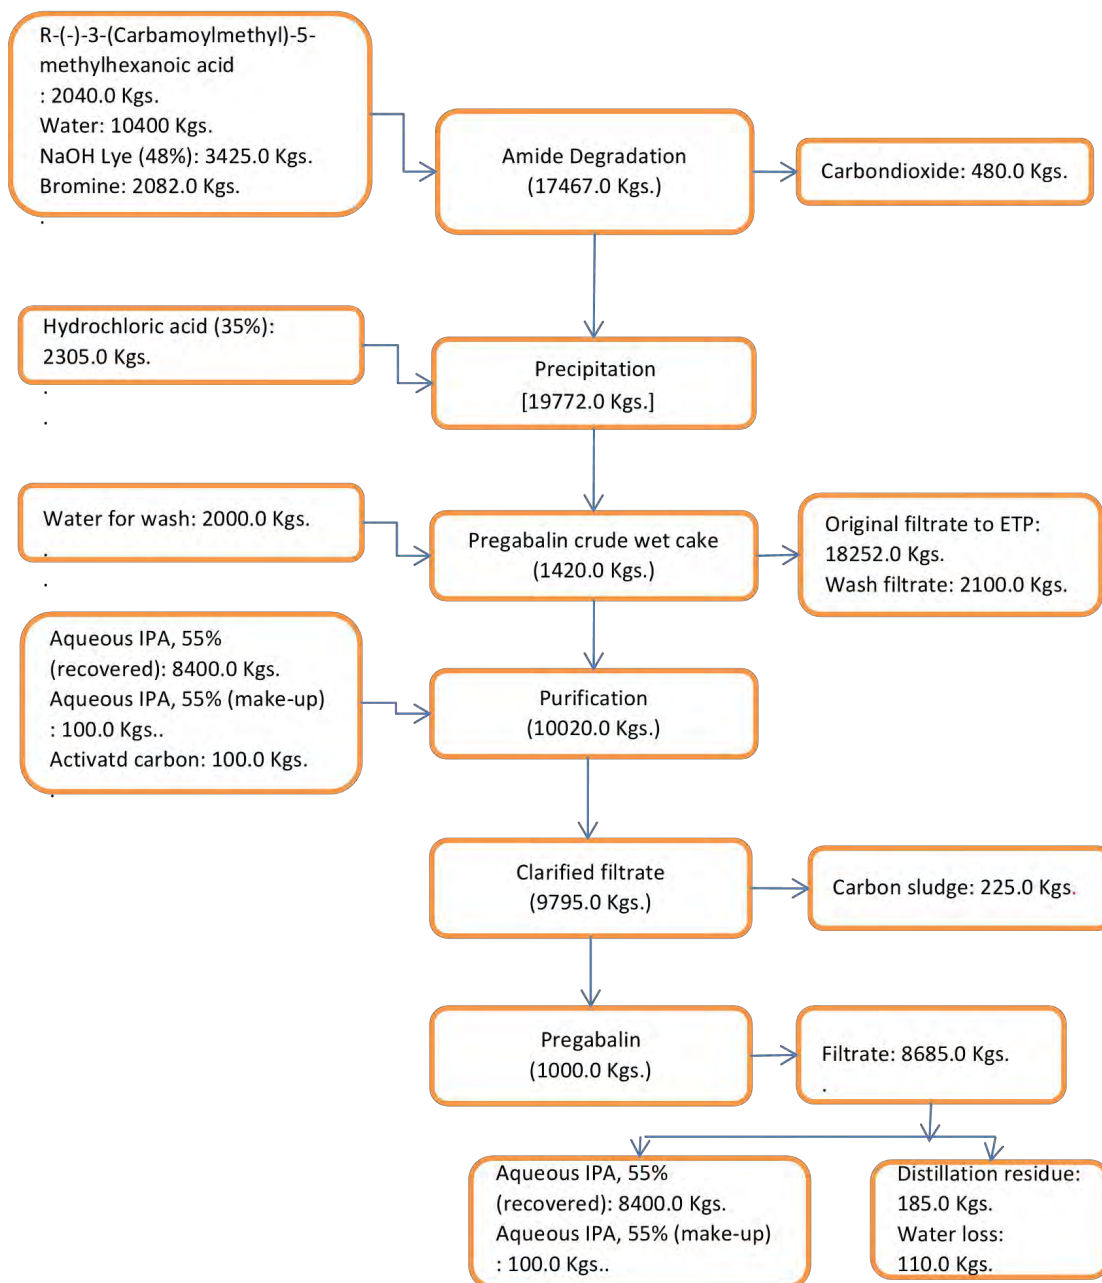 R-(-)-3-(Carbamoylmethyl)-5-
methylhexanoic acid
: 2040.0 Kgs.
Water: 10400 Kgs.
NaOH Lye (48%): 3425.0 Kgs.
Bromine: 2082.0 Kgs.
.
Amide Degradation
(17467.0 Kgs.)
Carbondioxide: 480.0 Kgs.
Hydrochloric acid (35%):
2305.0 Kgs.
.
.
Precipitation
[19772.0 Kgs.]
Water for wash: 2000.0 Kgs.
.
.
Pregabalin crude wet cake
(1420.0 Kgs.)
Original filtrate to ETP:
18252.0 Kgs.
Wash filtrate: 2100.0 Kgs.
Aqueous IPA, 55%
(recovered): 8400.0 Kgs.
Aqueous IPA, 55% (make-up)
: 100.0 Kgs..
Activatd carbon: 100.0 Kgs.
.
Purification
(10020.0 Kgs.)
Clarified filtrate
(9795.0 Kgs.)
Carbon sludge: 225.0 Kgs.
Pregabalin
(1000.0 Kgs.)
Filtrate: 8685.0 Kgs.
.
Aqueous IPA, 55%
(recovered): 8400.0 Kgs.
Aqueous IPA, 55% (make-up)
: 100.0 Kgs..
Distillation residue:
185.0 Kgs.
Water loss:
110.0 Kgs.